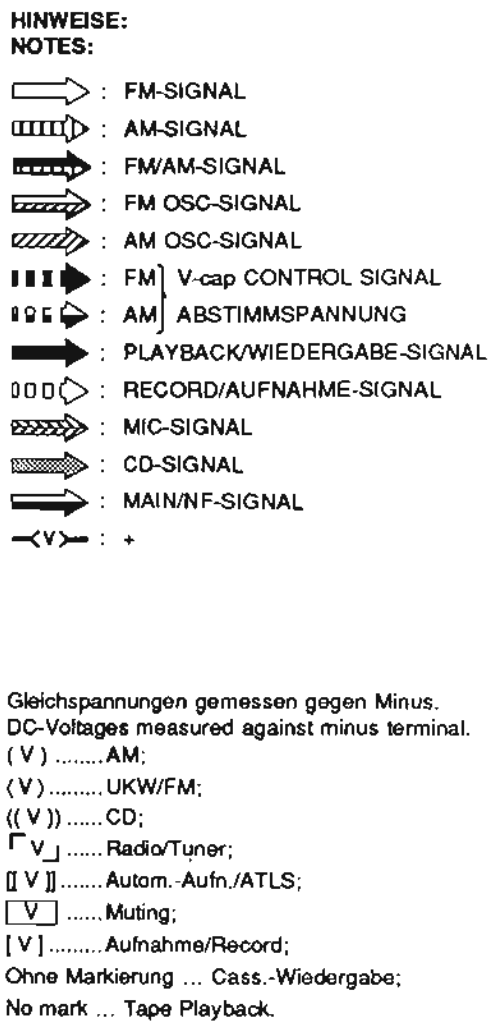 HINWEISE:
NOTES:
: FM-SIGNAL
: AM-SIGNAL
: FM/AM-SIGNAL
: FM OSC-SIGNAL
: AM OSC-SIGNAL
: FM] V-cap CONTROL SIGNAL
: AM] ABSTIMMSPANNUNG
: PLAYBACK/WIEDERGABE-SIGNAL
: RECORD/AUFNAHME-SIGNAL
: MIC-SIGNAL
: CD-SIGNAL
: MAIN/NF-SIGNAL
<V> : +
Gleichspannungen gemessen gegen Minus.
DC-Voltages measured against minus terminal.
( V ) ........AM;
⟨ V ⟩ .........UKW/FM;
(( V )) ......CD;
⌈ V ⌋ ......Radio/Tuner;
[[ V ]] .......Autom.-Aufn./ATLS;
V ......Muting;
[ V ] .........Aufnahme/Record;
Ohne Markierung ... Cass.-Wiedergabe;
No mark ... Tape Playback.